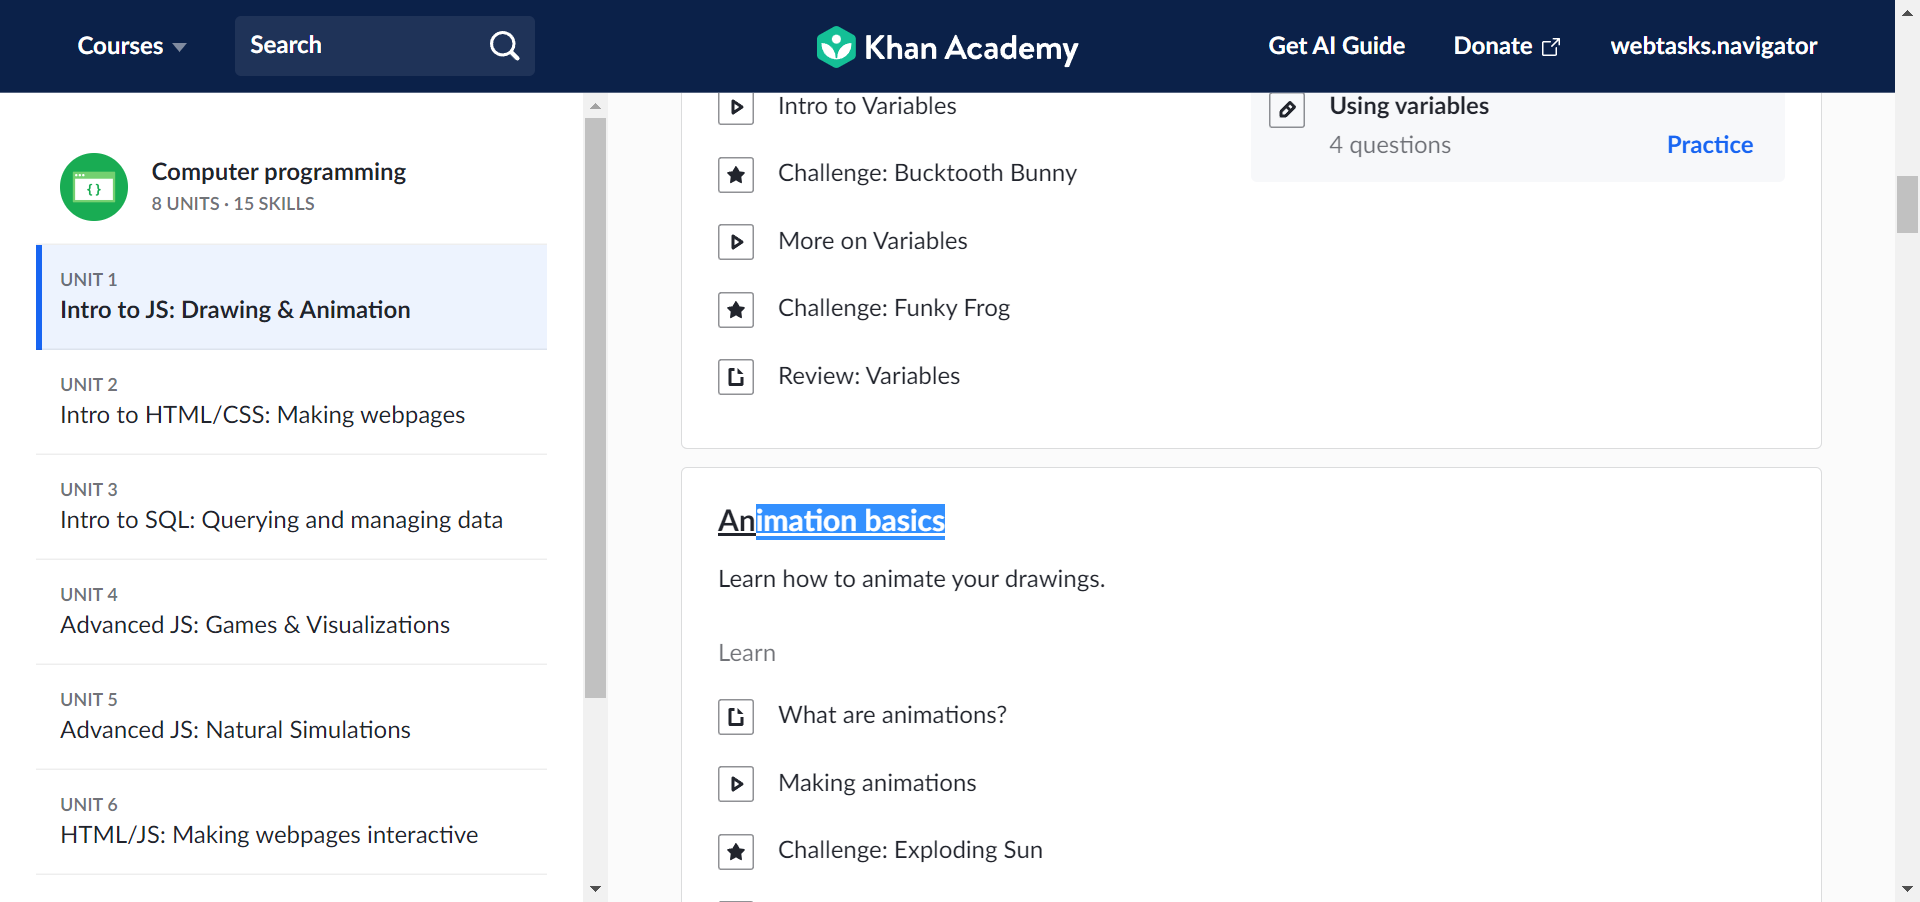 Courses
Search
Khan Academy
Get AI Guide
Donate
webtasks.navigator
Computer programming
8 UNITS · 15 SKILLS
UNIT 1
Intro to JS: Drawing & Animation
UNIT 2
Intro to HTML/CSS: Making webpages
UNIT 3
Intro to SQL: Querying and managing data
UNIT 4
Advanced JS: Games & Visualizations
UNIT 5
Advanced JS: Natural Simulations
UNIT 6
HTML/JS: Making webpages interactive
Intro to Variables
Challenge: Bucktooth Bunny
More on Variables
Challenge: Funky Frog
Review: Variables
Using variables
4 questions
Practice
Animation basics
Learn how to animate your drawings.
Learn
What are animations?
Making animations
Challenge: Exploding Sun